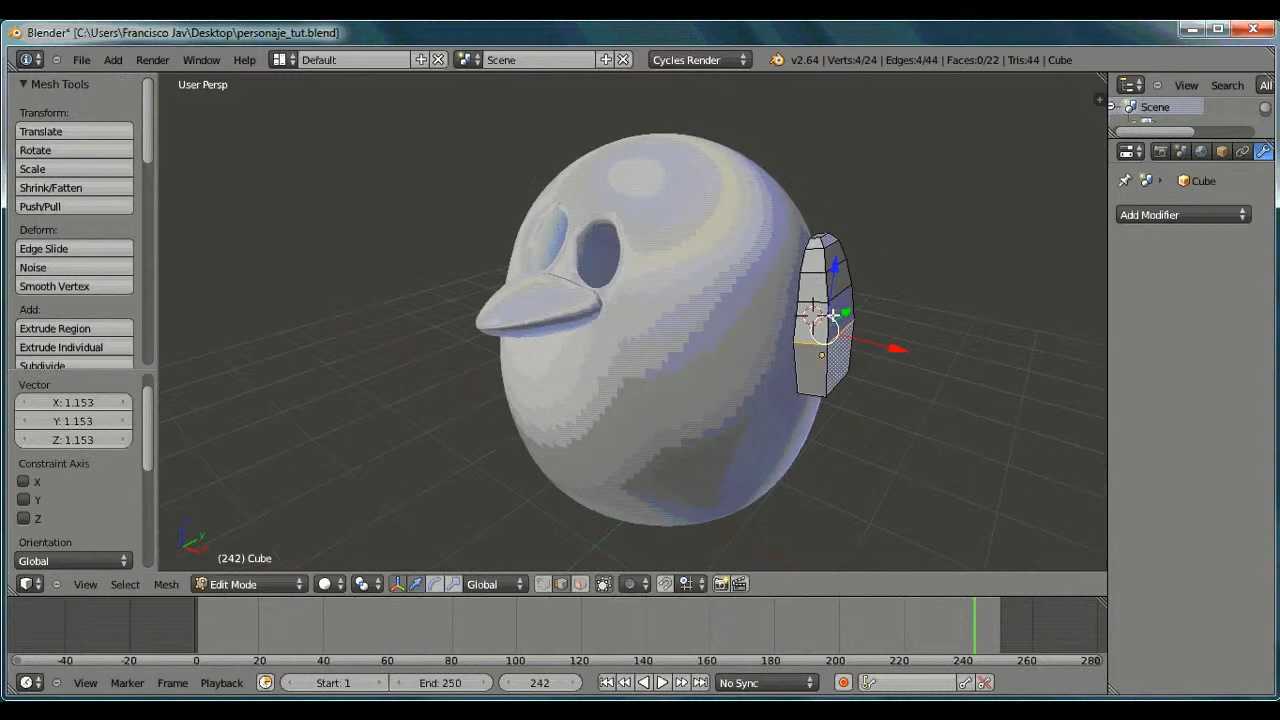 Blender* [C:\Users\Francisco Jav\Desktop\personaje_tut.blend]
File Add Render Window Help Default Scene Cycles Render v2.64 | Verts:4/24 | Edges:4/44 | Faces:0/22 | Tris:44 | Cube
Mesh Tools
Transform:
Translate
Rotate
Scale
Shrink/Fatten
Push/Pull
Deform:
Edge Slide
Noise
Smooth Vertex
Add:
Extrude Region
Extrude Individual
Subdivide
Vector
X: 1.153
Y: 1.153
Z: 1.153
Constraint Axis
X
Y
Z
Orientation
Global
User Persp
z
y
x
(242) Cube
View Search All
Scene
Cube
Add Modifier
View Select Mesh Edit Mode Global
-40 -20 0 20 40 60 80 100 120 140 160 180 200 220 240 260 280
View Marker Frame Playback Start: 1 End: 250 242 No Sync